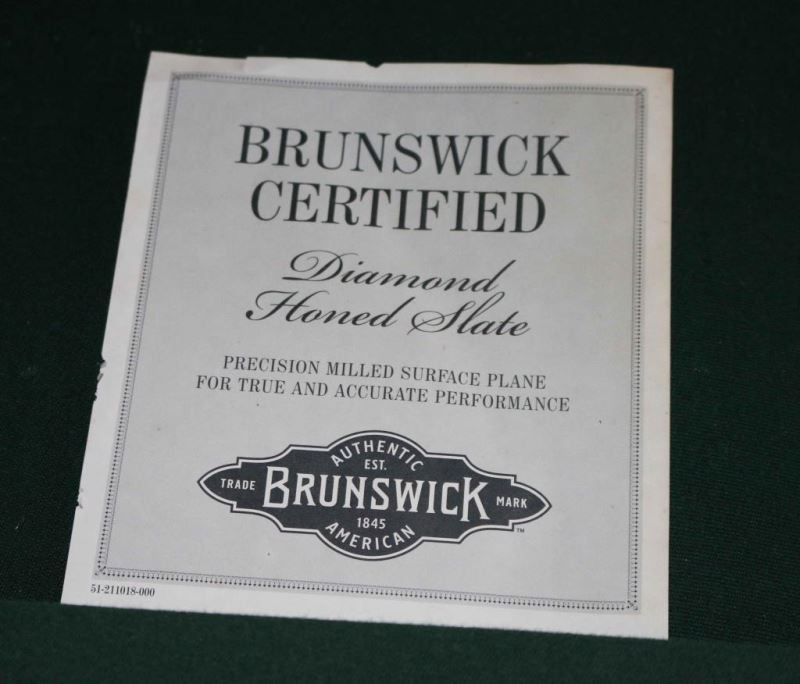 BRUNSWICK
CERTIFIED
Diamond
Honed Slate
PRECISION MILLED SURFACE PLANE
FOR TRUE AND ACCURATE PERFORMANCE
AUTHENTIC
EST.
TRADE BRUNSWICK MARK
™
1845
AMERICAN
51-211018-000